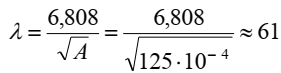 λ = 6,808/√A = 6,808/√(125·10⁻⁴) ≈ 61